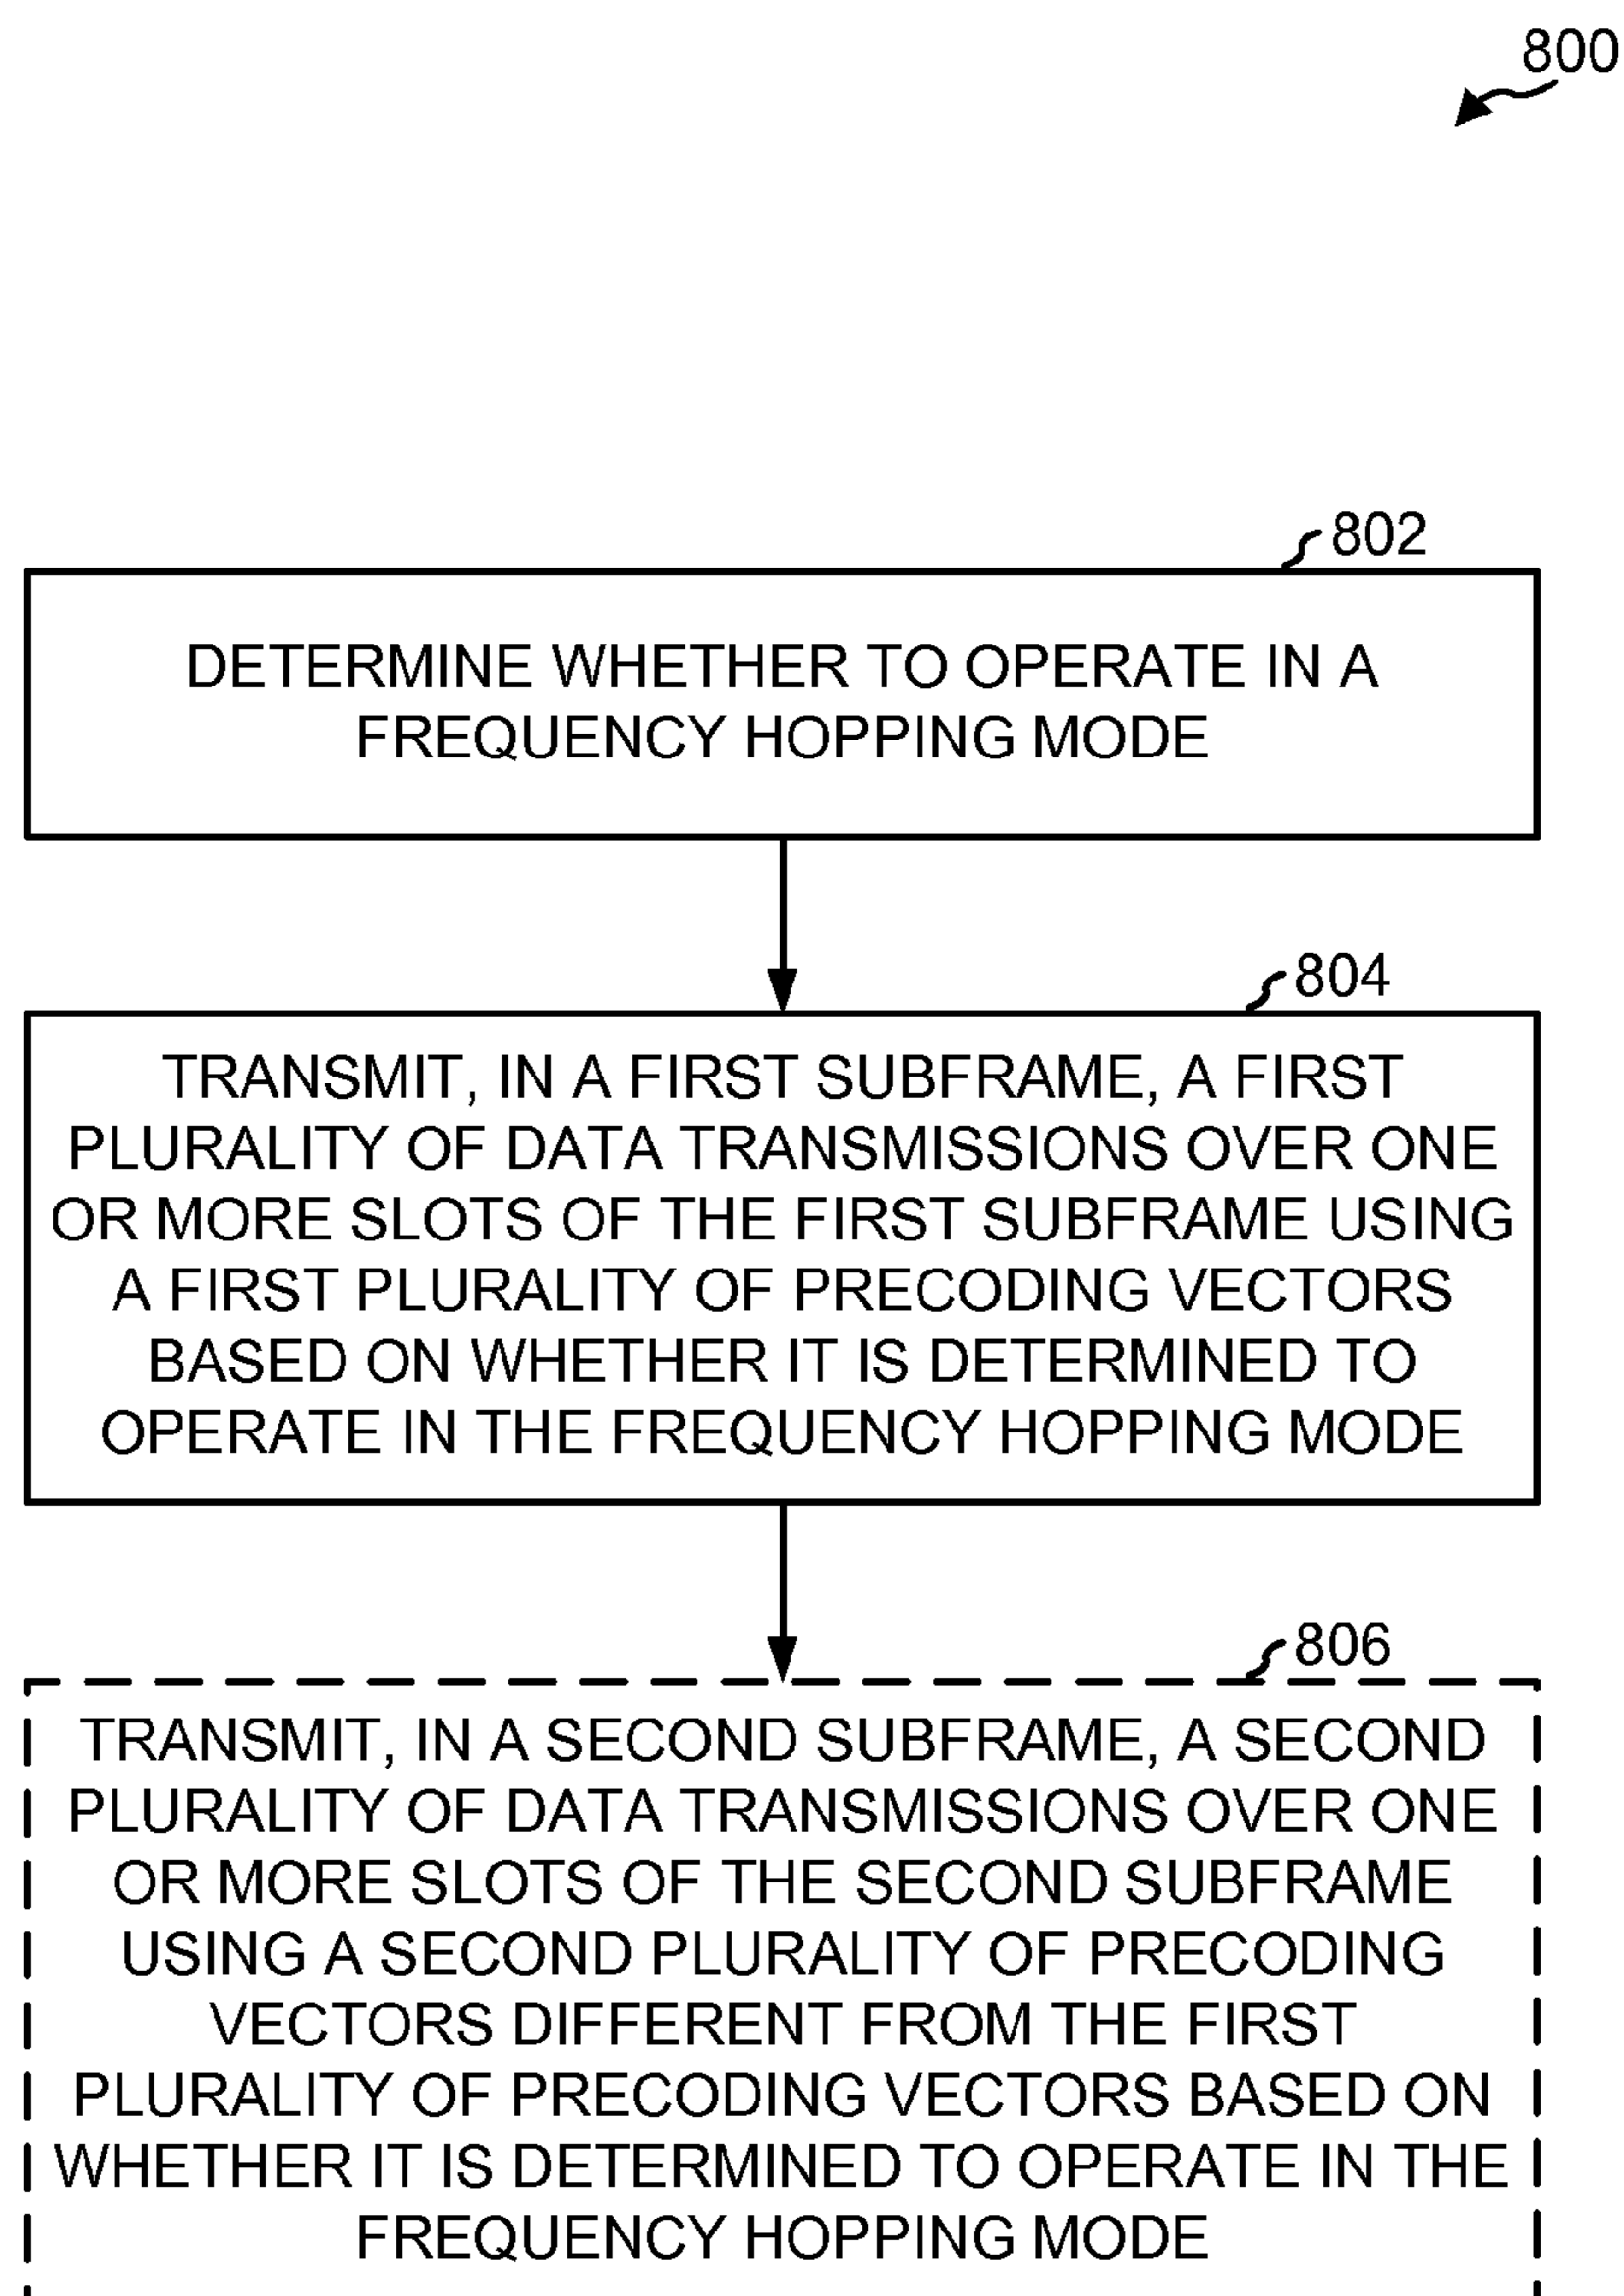 800
802
DETERMINE WHETHER TO OPERATE IN A
FREQUENCY HOPPING MODE
804
TRANSMIT, IN A FIRST SUBFRAME, A FIRST
PLURALITY OF DATA TRANSMISSIONS OVER ONE
OR MORE SLOTS OF THE FIRST SUBFRAME USING
A FIRST PLURALITY OF PRECODING VECTORS
BASED ON WHETHER IT IS DETERMINED TO
OPERATE IN THE FREQUENCY HOPPING MODE
806
TRANSMIT, IN A SECOND SUBFRAME, A SECOND
PLURALITY OF DATA TRANSMISSIONS OVER ONE
OR MORE SLOTS OF THE SECOND SUBFRAME
USING A SECOND PLURALITY OF PRECODING
VECTORS DIFFERENT FROM THE FIRST
PLURALITY OF PRECODING VECTORS BASED ON
WHETHER IT IS DETERMINED TO OPERATE IN THE
FREQUENCY HOPPING MODE